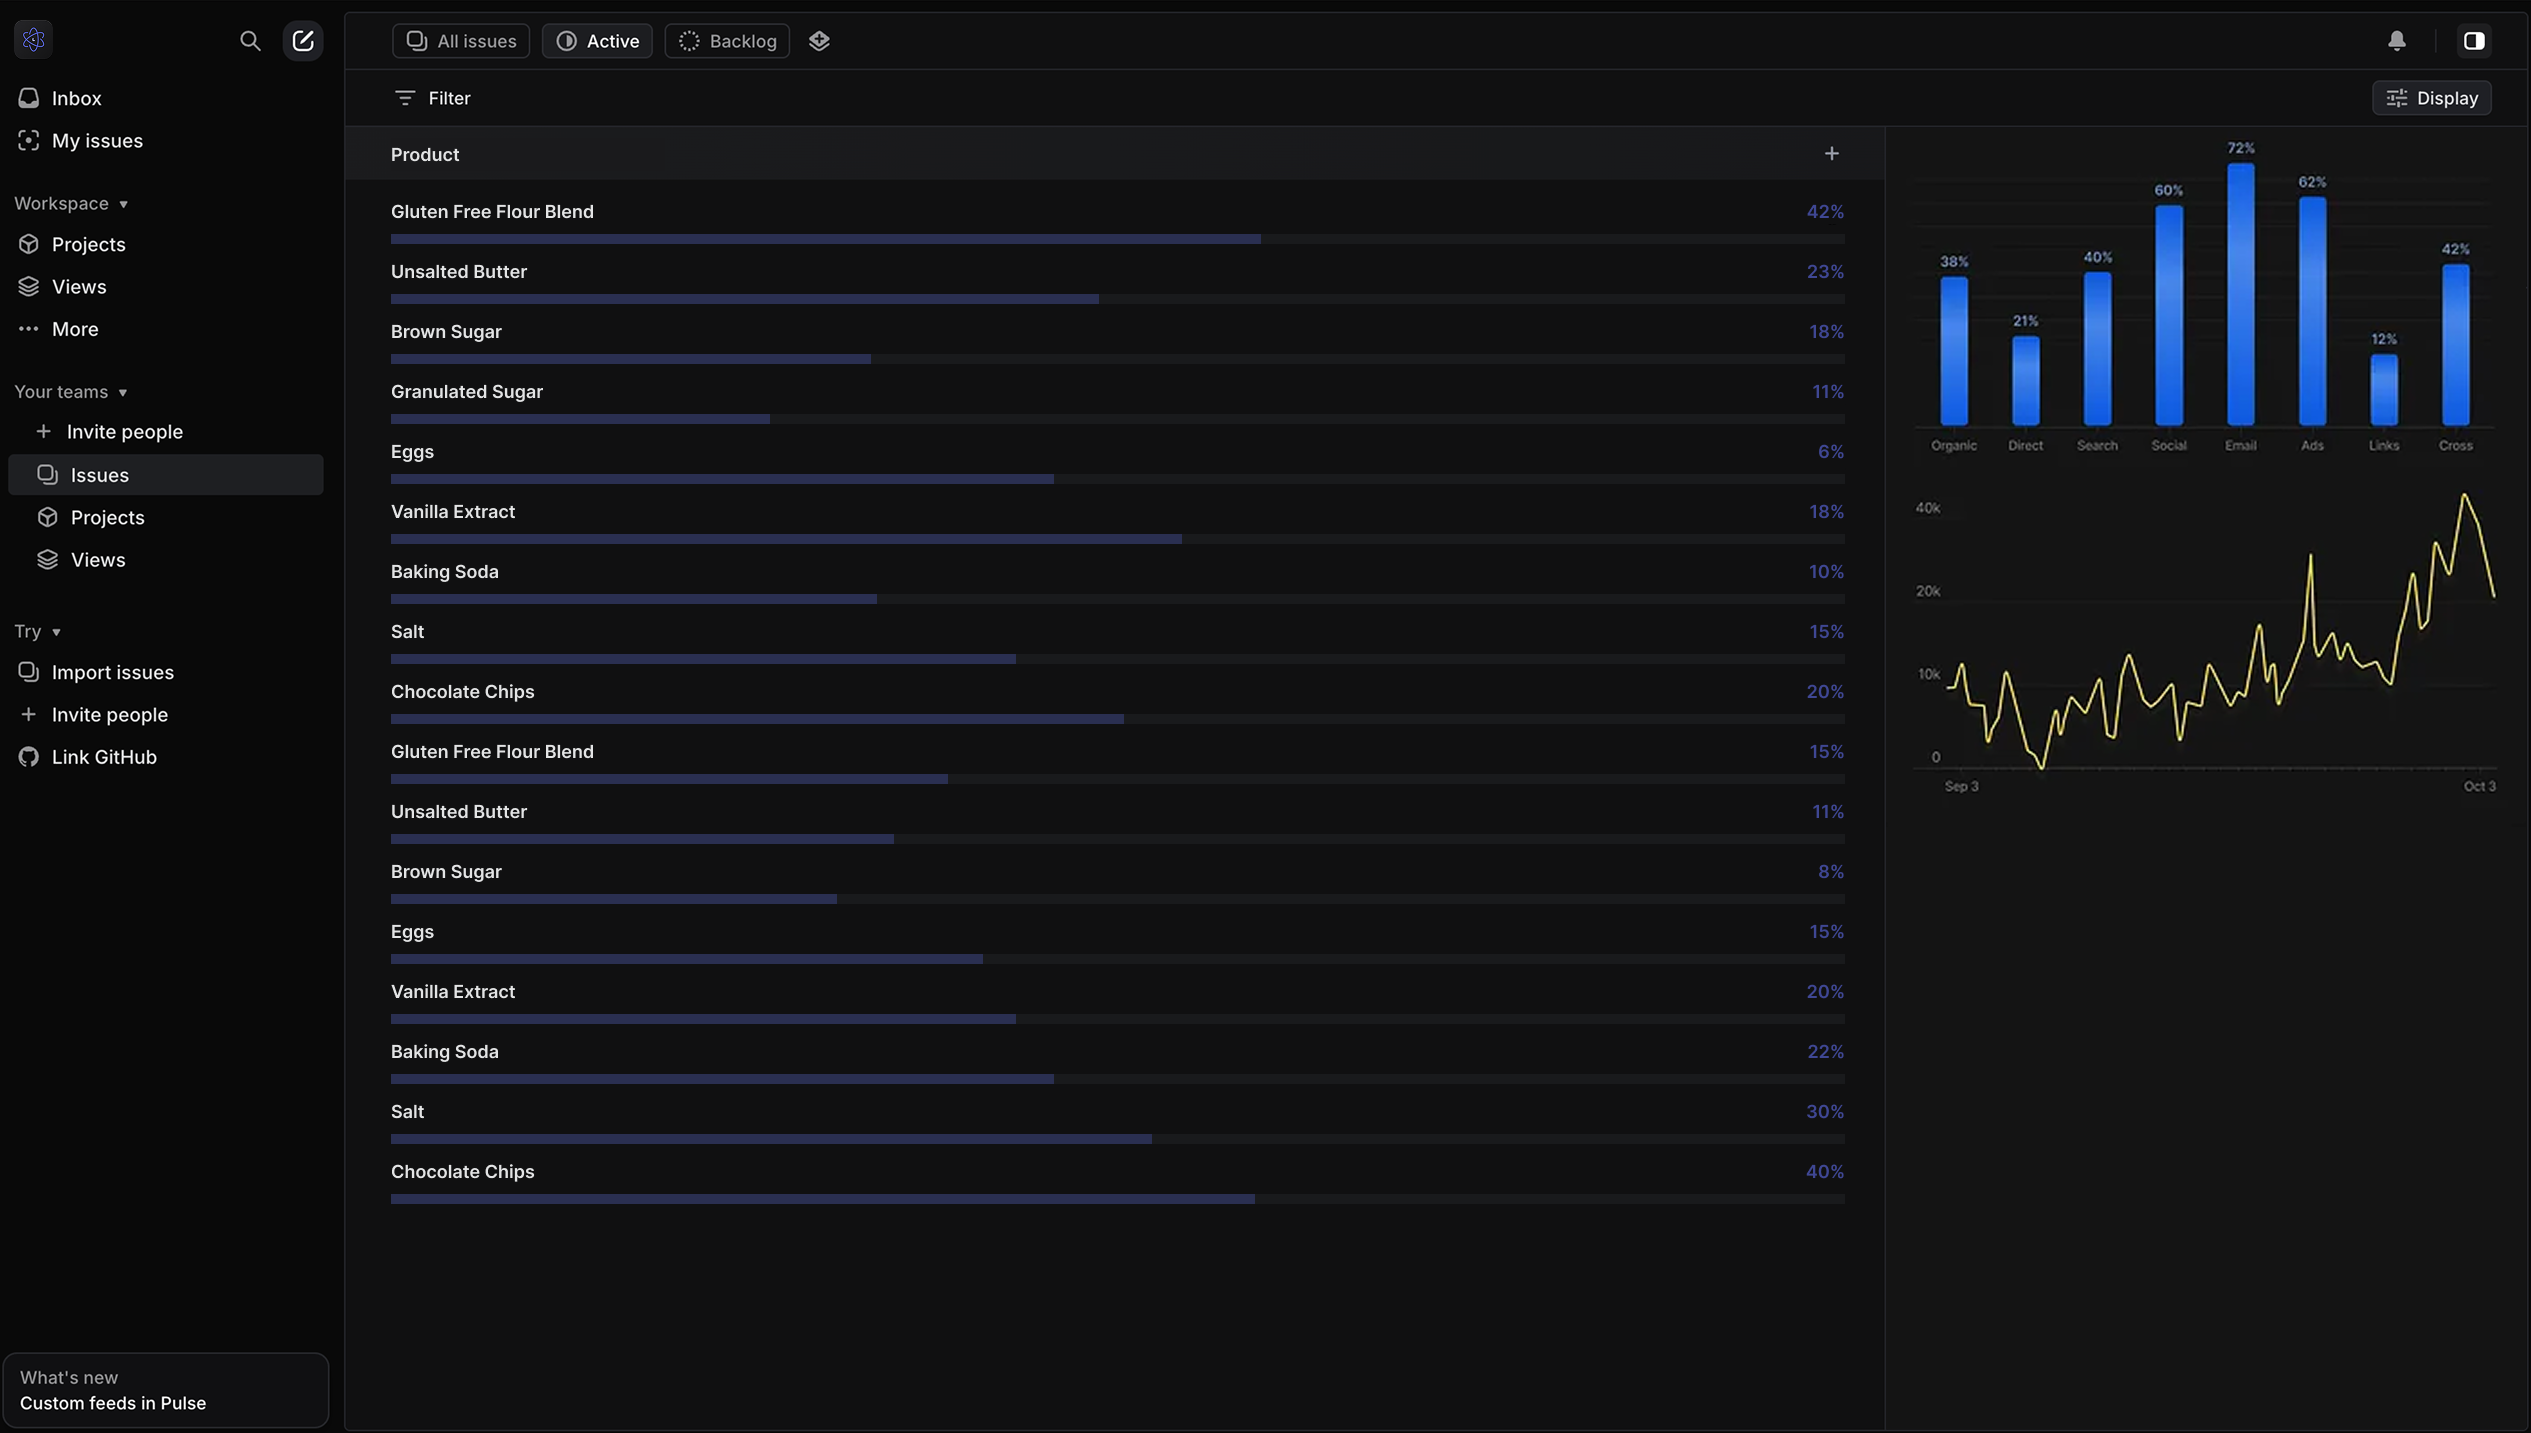 All issues
Active
Backlog
Inbox
My issues
Workspace
Projects
Views
More
Your teams
Invite people
Issues
Projects
Views
Try
Import issues
Invite people
Link GitHub
What's new
Custom feeds in Pulse
Filter
Display
Product
Gluten Free Flour Blend 42%
Unsalted Butter 23%
Brown Sugar 18%
Granulated Sugar 11%
Eggs 6%
Vanilla Extract 18%
Baking Soda 10%
Salt 15%
Chocolate Chips 20%
Gluten Free Flour Blend 15%
Unsalted Butter 11%
Brown Sugar 8%
Eggs 15%
Vanilla Extract 20%
Baking Soda 22%
Salt 30%
Chocolate Chips 40%
38% 21% 40% 60% 72% 62% 12% 42%
Organic Direct Search Social Email Ads Links Cross
40k
20k
10k
0
Sep 3 Oct 3